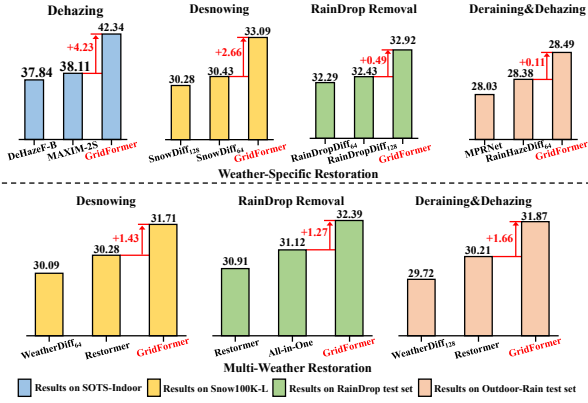 Dehazing
37.84
38.11
42.34
+4.23
DeHazeF-B
MAXIM-2S
GridFormer
Desnowing
30.28
30.43
33.09
+2.66
SnowDiff128
SnowDiff64
GridFormer
RainDrop Removal
32.29
32.43
32.92
+0.49
RainDropDiff64
RainDropDiff128
GridFormer
Deraining&Dehazing
28.03
28.38
28.49
+0.11
MPRNet
RainHazeDiff64
GridFormer
Weather-Specific Restoration
Desnowing
30.09
30.28
31.71
+1.43
WeatherDiff64
Restormer
GridFormer
RainDrop Removal
30.91
31.12
32.39
+1.27
Restormer
All-in-One
GridFormer
Deraining&Dehazing
29.72
30.21
31.87
+1.66
WeatherDiff128
Restormer
GridFormer
Multi-Weather Restoration
Results on SOTS-Indoor
Results on Snow100K-L
Results on RainDrop test set
Results on Outdoor-Rain test set